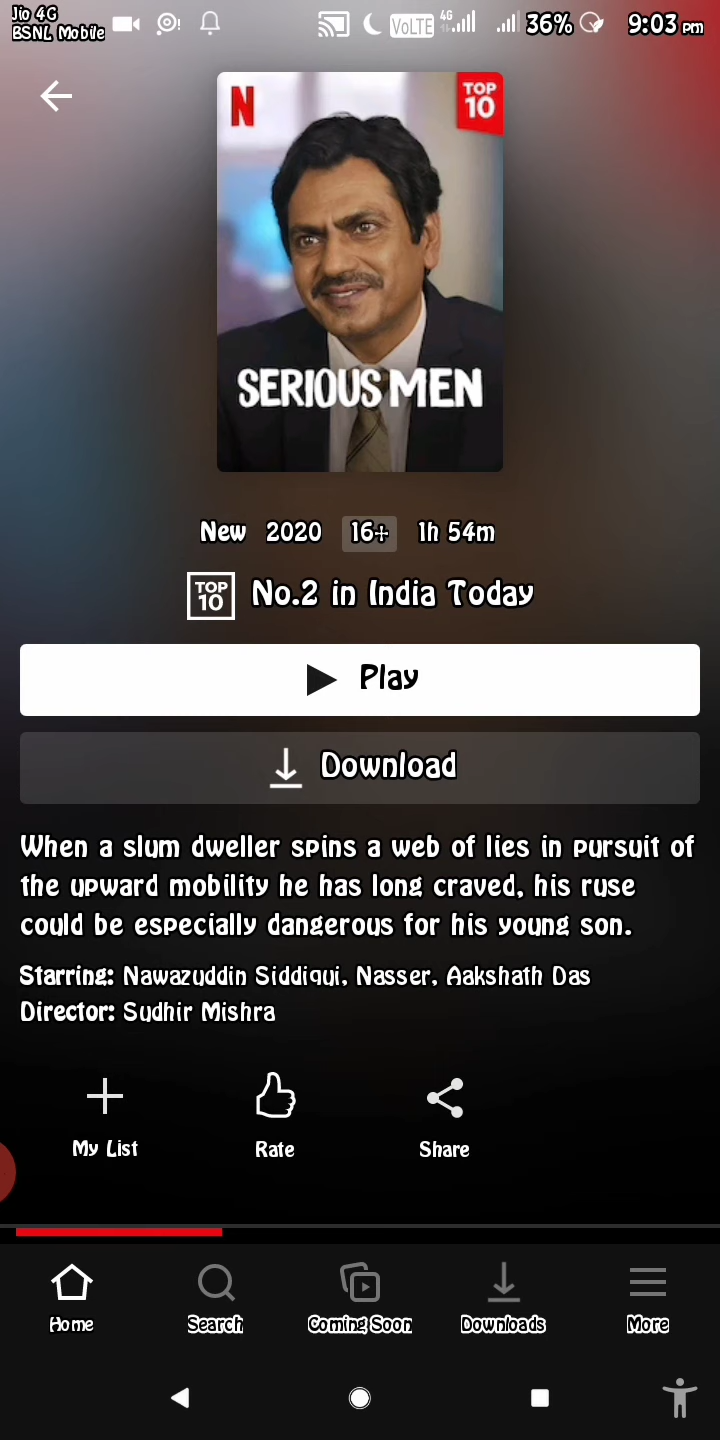 Jio 4G
BSNL Mobile
VoLTE 4G 36% 9:03 PM
N
TOP
10
SERIOUS MEN
New 2020 16+ 1h 54m
TOP
10
No.2 in India Today
Play
Download
When a slum dweller spins a web of lies in pursuit of
the upward mobility he has long craved, his ruse
could be especially dangerous for his young son.
Starring: Nawazuddin Siddiqui, Nasser, Aakshath Das
Director: Sudhir Mishra
My List Rate Share
Home Search Coming Soon Downloads More